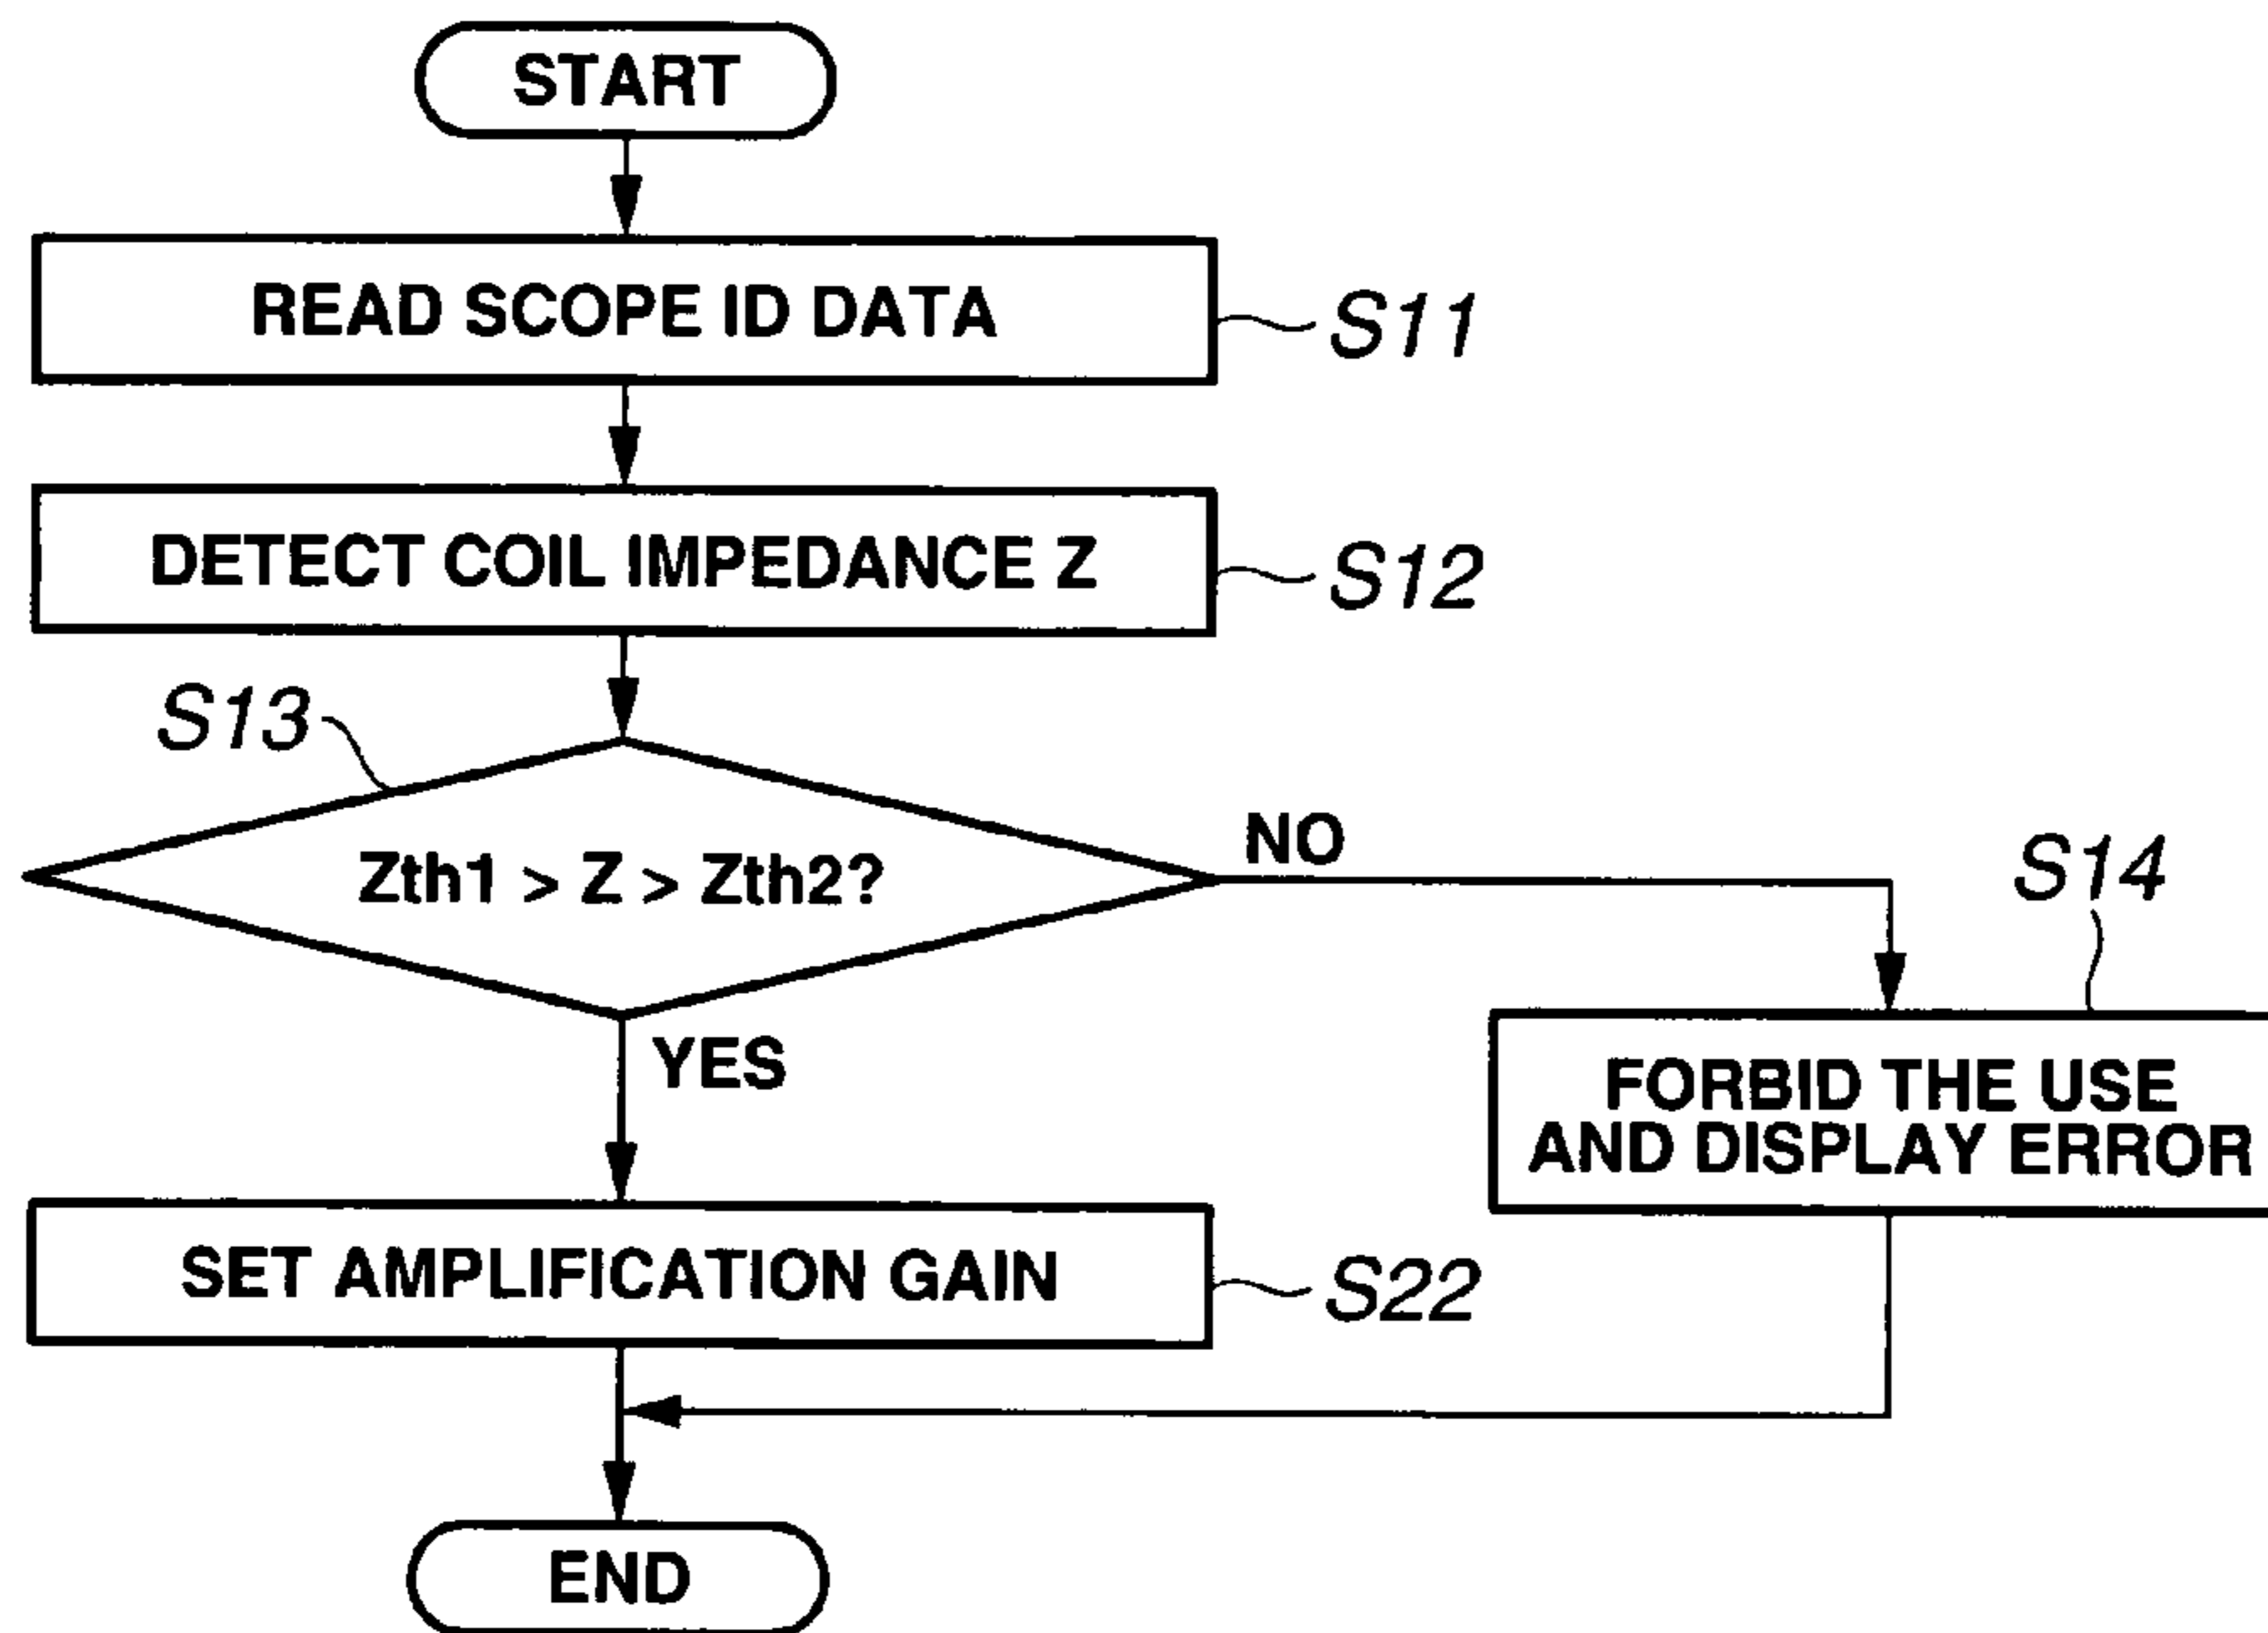 START
READ SCOPE ID DATA
S11
DETECT COIL IMPEDANCE Z
S12
S13
Zth1 > Z > Zth2?
NO
S14
YES
FORBID THE USE
AND DISPLAY ERROR
SET AMPLIFICATION GAIN
S22
END